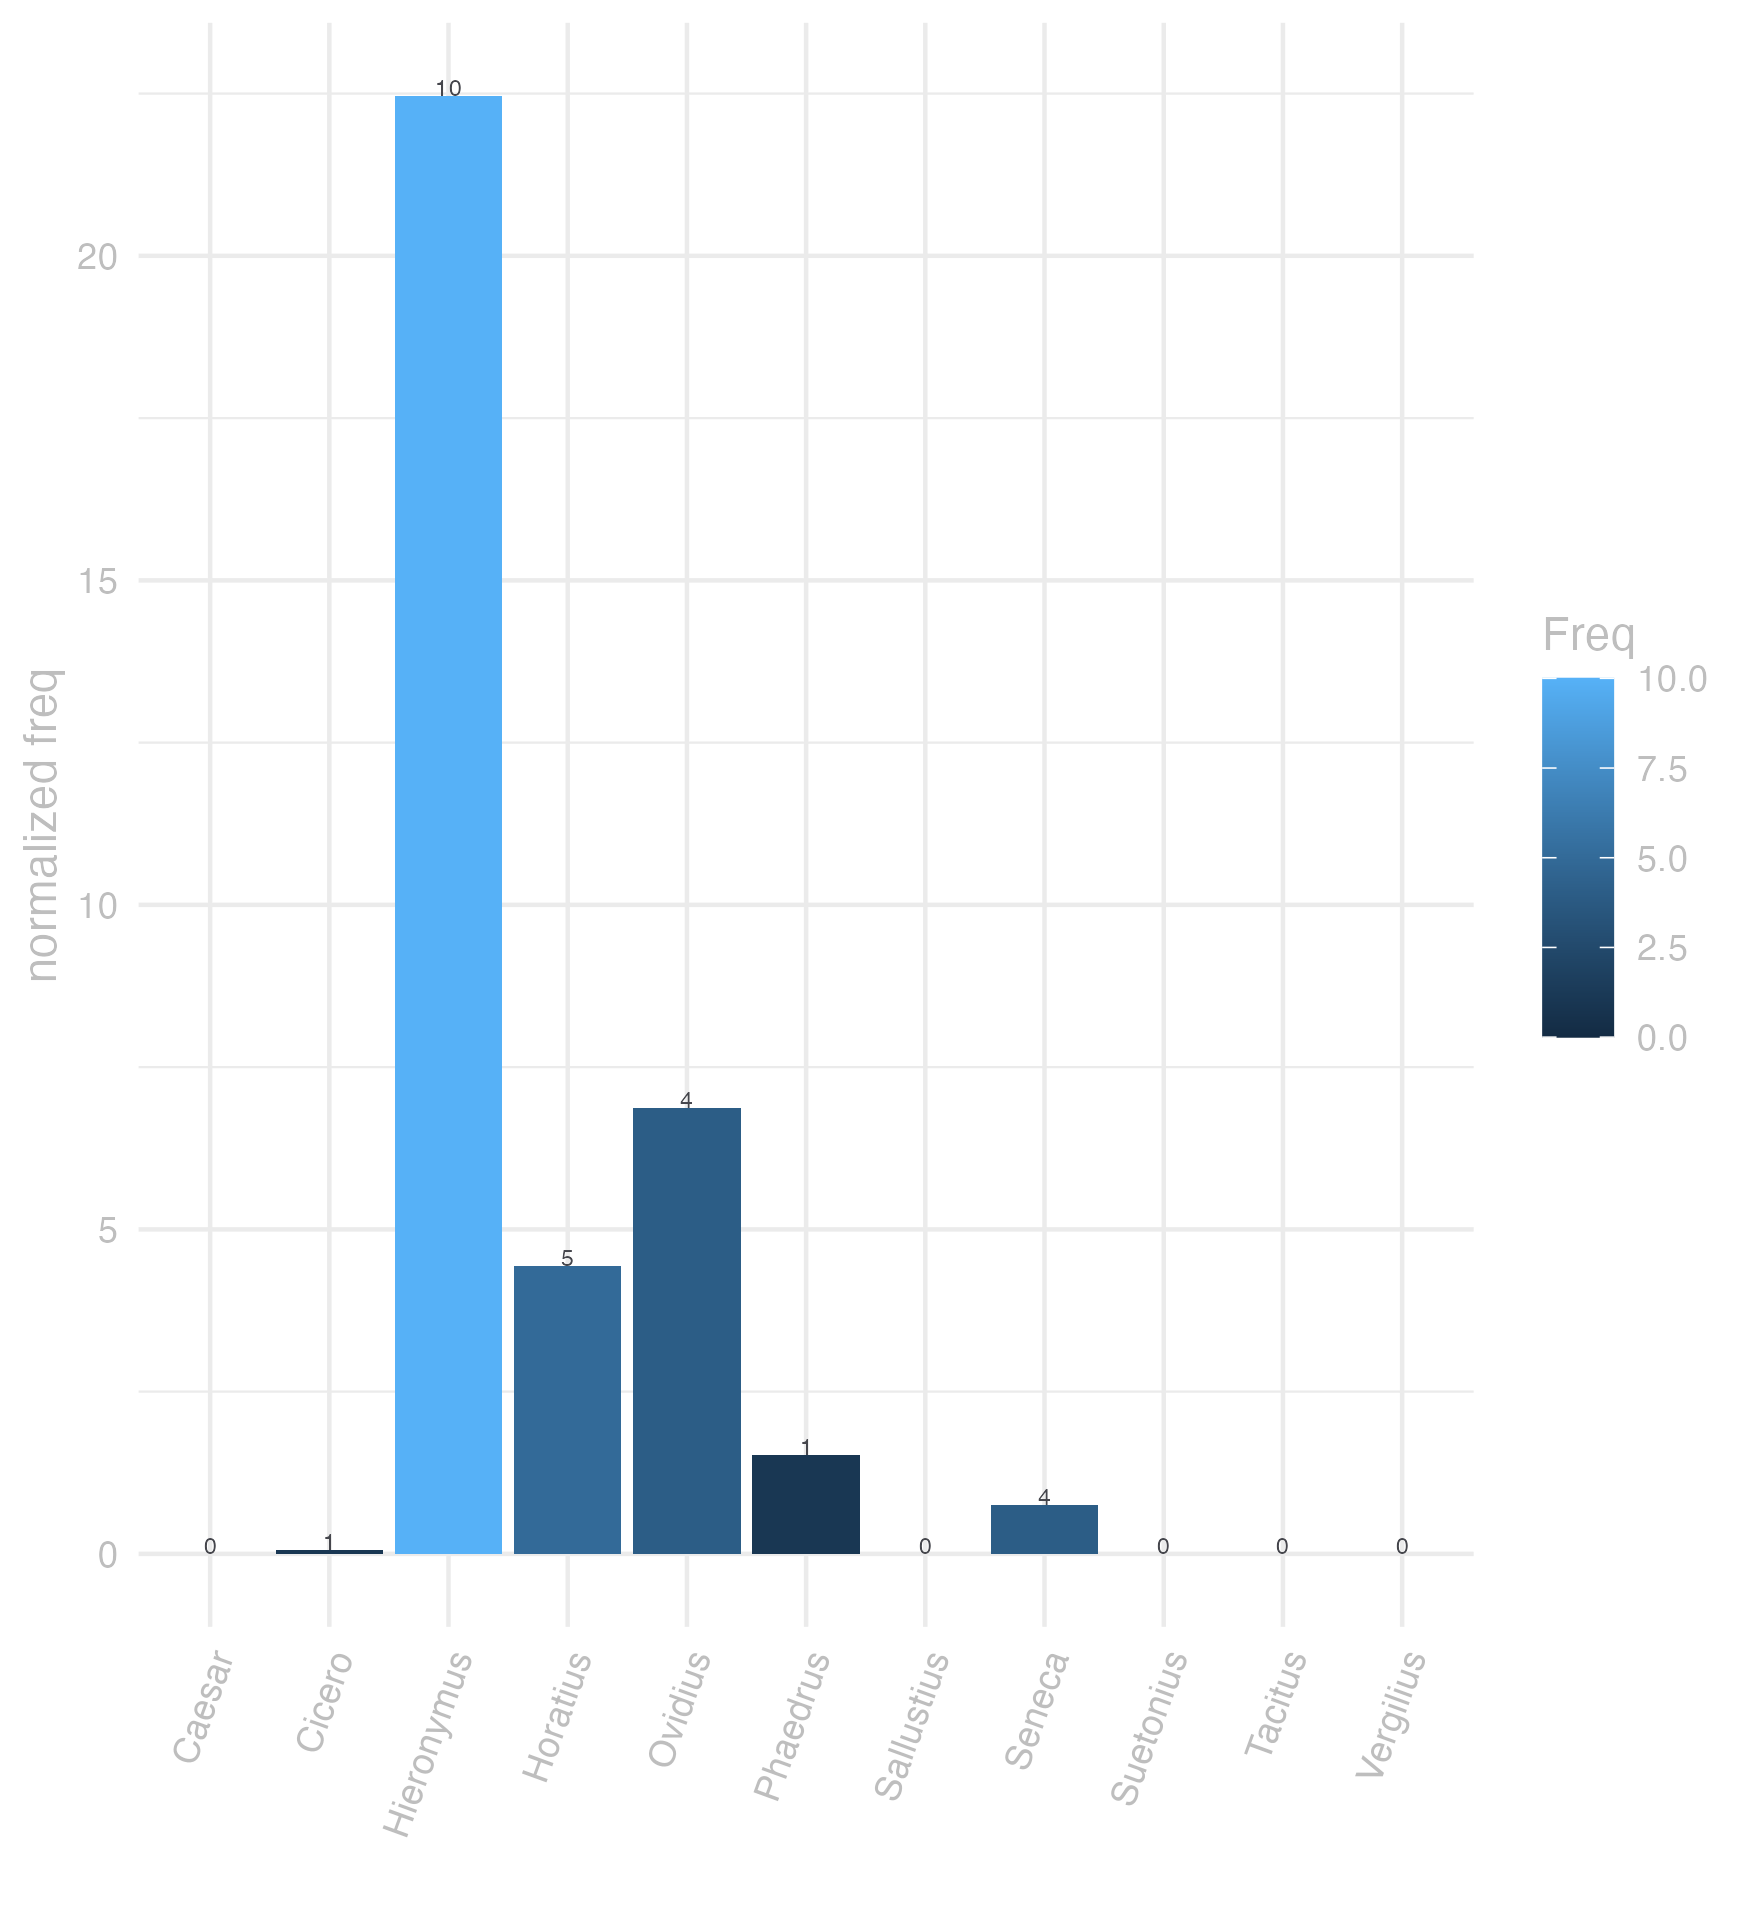 normalized freq
20
15
10
5
0
0
1
10
5
4
1
0
4
0
0
0
Caesar
Cicero
Hieronymus
Horatius
Ovidius
Phaedrus
Sallustius
Seneca
Suetonius
Tacitus
Vergilius
Freq
10.0
7.5
5.0
2.5
0.0